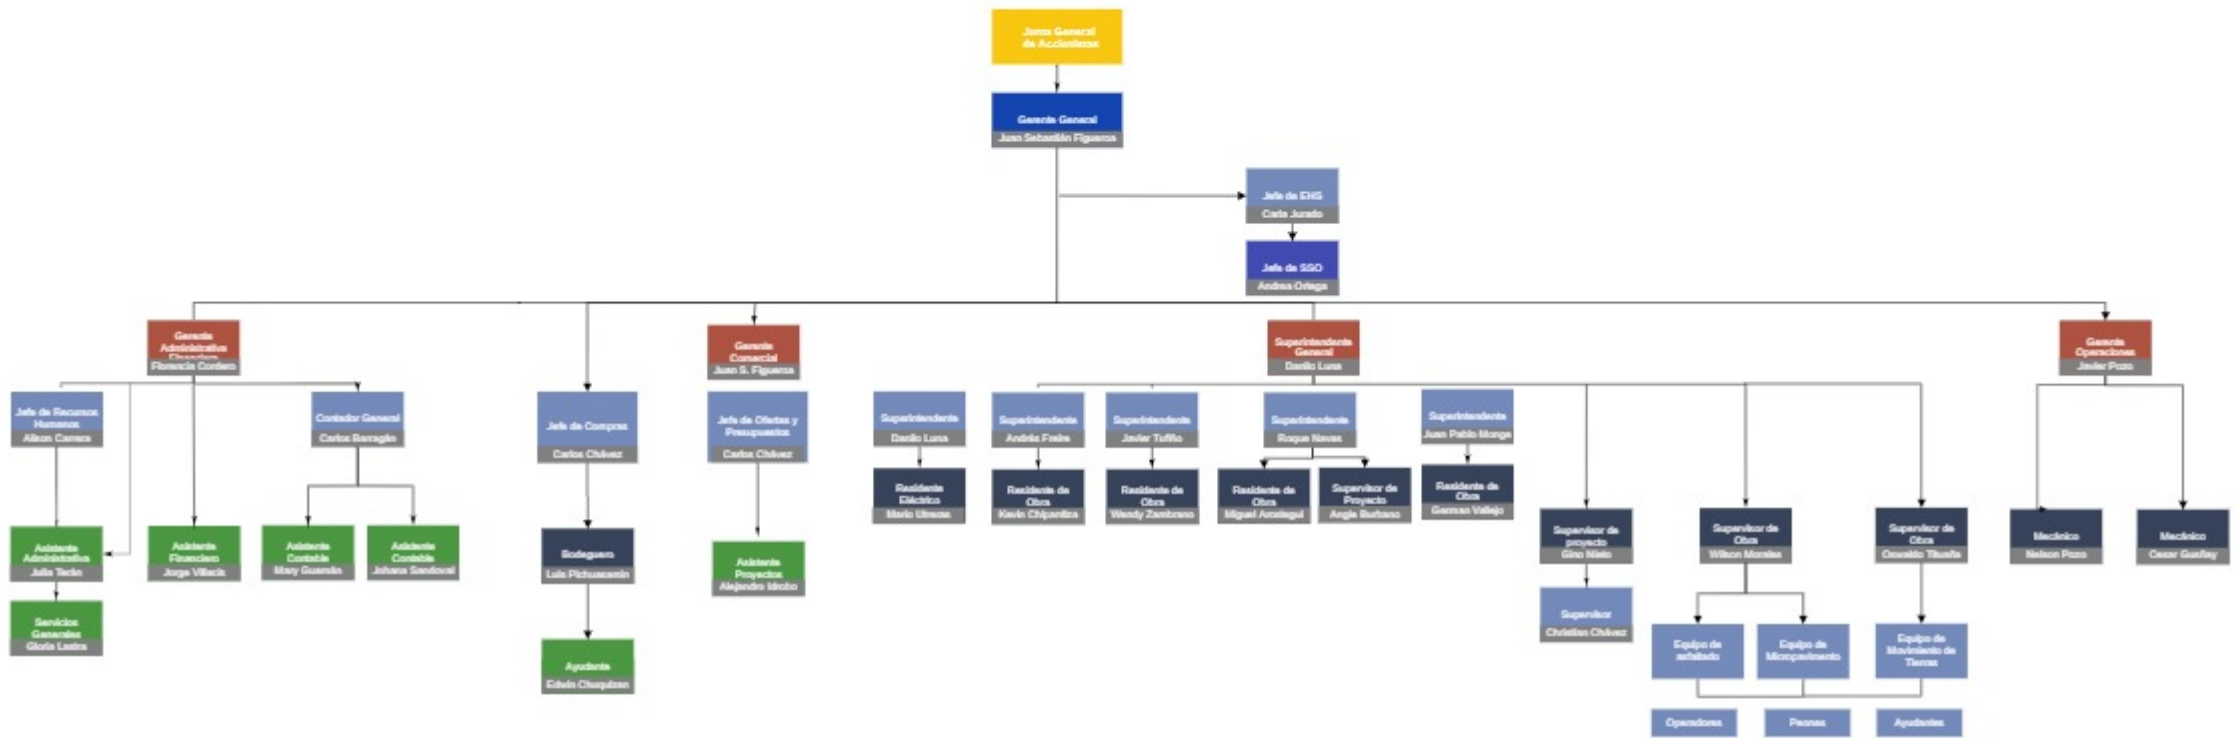 Junta General
de Accionistas
Gerente General
Juan Sebastián Figueroa
Jefe de EHS
Carla Jurado
Jefe de SSO
Andrea Ortega
Gerente
Administrativa
Financiera
Florencia Cordero
Gerente
Comercial
Juan S. Figueroa
Superintendente
General
Danilo Luna
Gerente
Operaciones
Javier Pozo
Jefe de Recursos
Humanos
Alison Carrera
Contador General
Carlos Barragán
Jefe de Compras
Carlos Chávez
Jefe de Ofertas y
Presupuestos
Carlos Chávez
Superintendente
Danilo Luna
Superintendente
Andrés Freire
Superintendente
Javier Tufiño
Superintendente
Roque Navas
Superintendente
Juan Pablo Monge
Residente
Eléctrico
Mario Utreras
Residente de
Obra
Kevin Chipantiza
Residente de
Obra
Wendy Zambrano
Residente de
Obra
Miguel Arostegui
Supervisor de
Proyecto
Angie Burbano
Residente de
Obra
German Vallejo
Asistente
Administrativa
Julia Terán
Asistente
Financiero
Jorge Villacis
Asistente
Contable
Mary Guamán
Asistente
Contable
Johana Sandoval
Bodeguero
Luis Pichuasamin
Asistente
Proyectos
Alejandro Idrobo
Supervisor de
proyecto
Gino Nieto
Supervisor de
Obra
Wilson Morales
Supervisor de
Obra
Oswaldo Tituaña
Mecánico
Nelson Pozo
Mecánico
Cesar Guañay
Servicios
Generales
Gloria Lastra
Ayudante
Edwin Chuquizan
Supervisor
Christian Chávez
Equipo de
asfaltado
Equipo de
Micropavimento
Equipo de
Movimiento de
Tierras
Operadores
Peones
Ayudantes